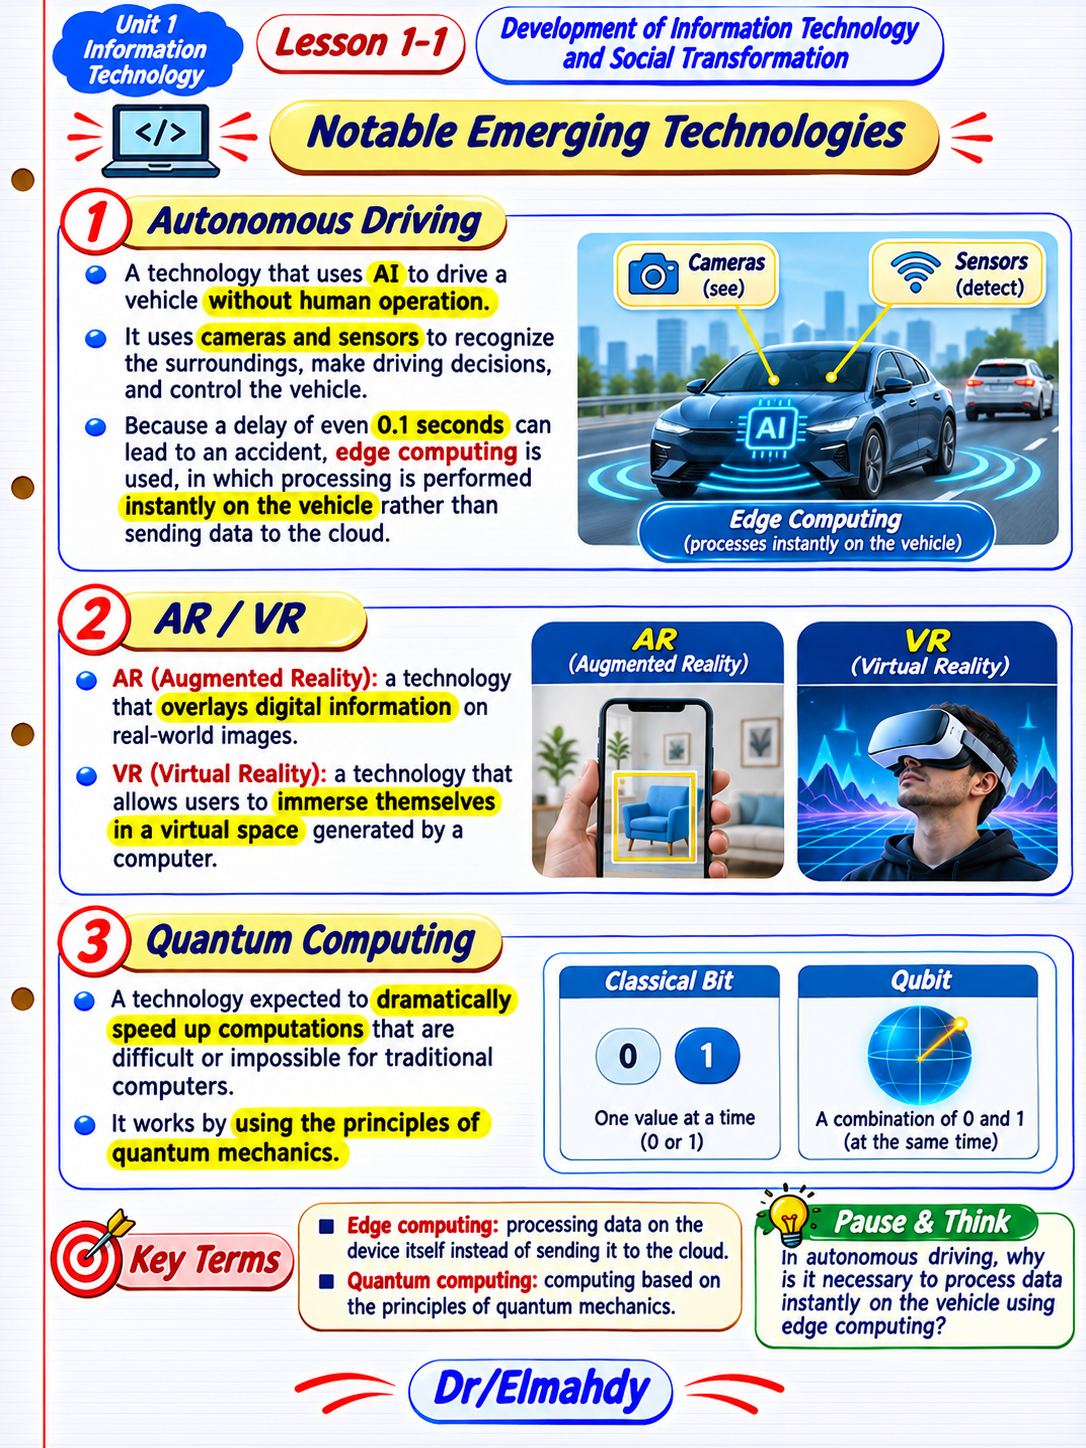 Unit 1
Information
Technology
Lesson 1-1
Development of Information Technology
and Social Transformation
</>
Notable Emerging Technologies
1
Autonomous Driving
A technology that uses AI to drive a
vehicle without human operation.
It uses cameras and sensors to recognize
the surroundings, make driving decisions,
and control the vehicle.
Because a delay of even 0.1 seconds can
lead to an accident, edge computing is
used, in which processing is performed
instantly on the vehicle rather than
sending data to the cloud.
Cameras
(see)
Sensors
(detect)
AI
Edge Computing
(processes instantly on the vehicle)
2
AR / VR
AR (Augmented Reality): a technology
that overlays digital information on
real-world images.
VR (Virtual Reality): a technology that
allows users to immerse themselves
in a virtual space generated by a
computer.
AR
(Augmented Reality)
VR
(Virtual Reality)
3
Quantum Computing
A technology expected to dramatically
speed up computations that are
difficult or impossible for traditional
computers.
It works by using the principles of
quantum mechanics.
Classical Bit
0 1
One value at a time
(0 or 1)
Qubit
A combination of 0 and 1
(at the same time)
Key Terms
Edge computing: processing data on the
device itself instead of sending it to the cloud.
Quantum computing: computing based on
the principles of quantum mechanics.
Pause & Think
In autonomous driving, why
is it necessary to process data
instantly on the vehicle using
edge computing?
Dr/Elmahdy